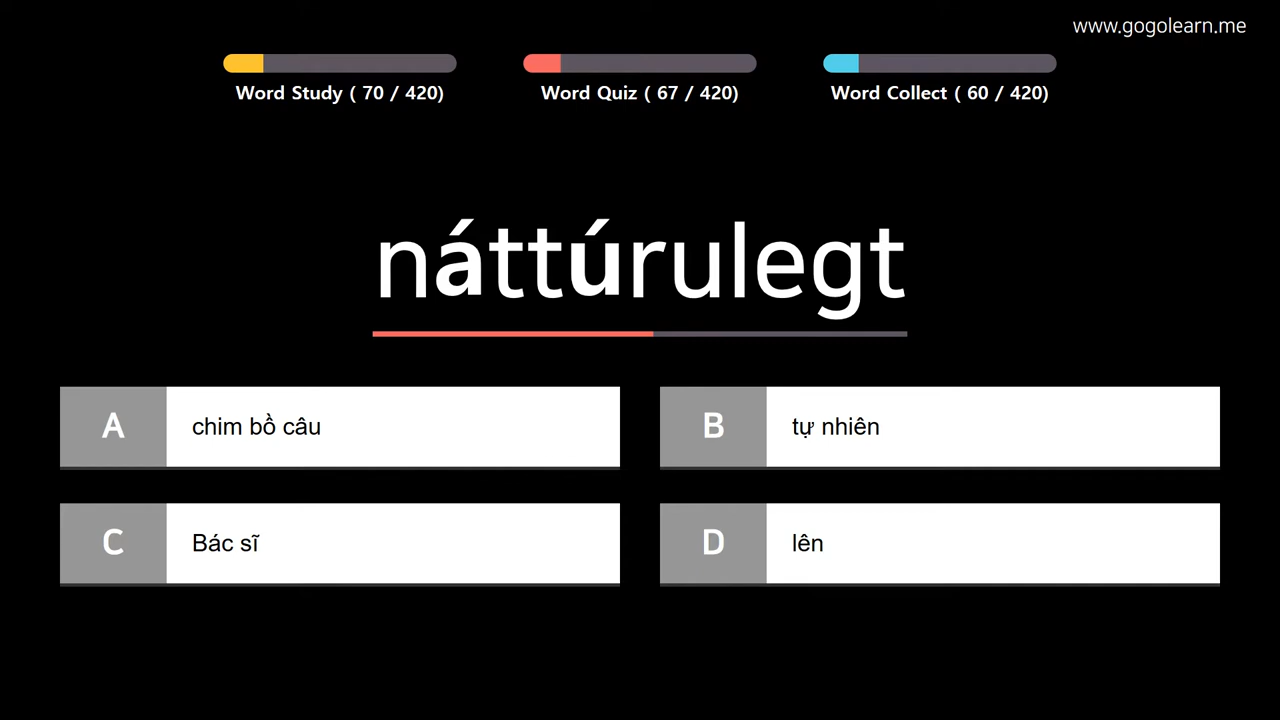 www.gogolearn.me
Word Study ( 70 / 420)
Word Quiz ( 67 / 420)
Word Collect ( 60 / 420)
náttúrulegt
A chim bồ câu
B tự nhiên
C Bác sĩ
D lên